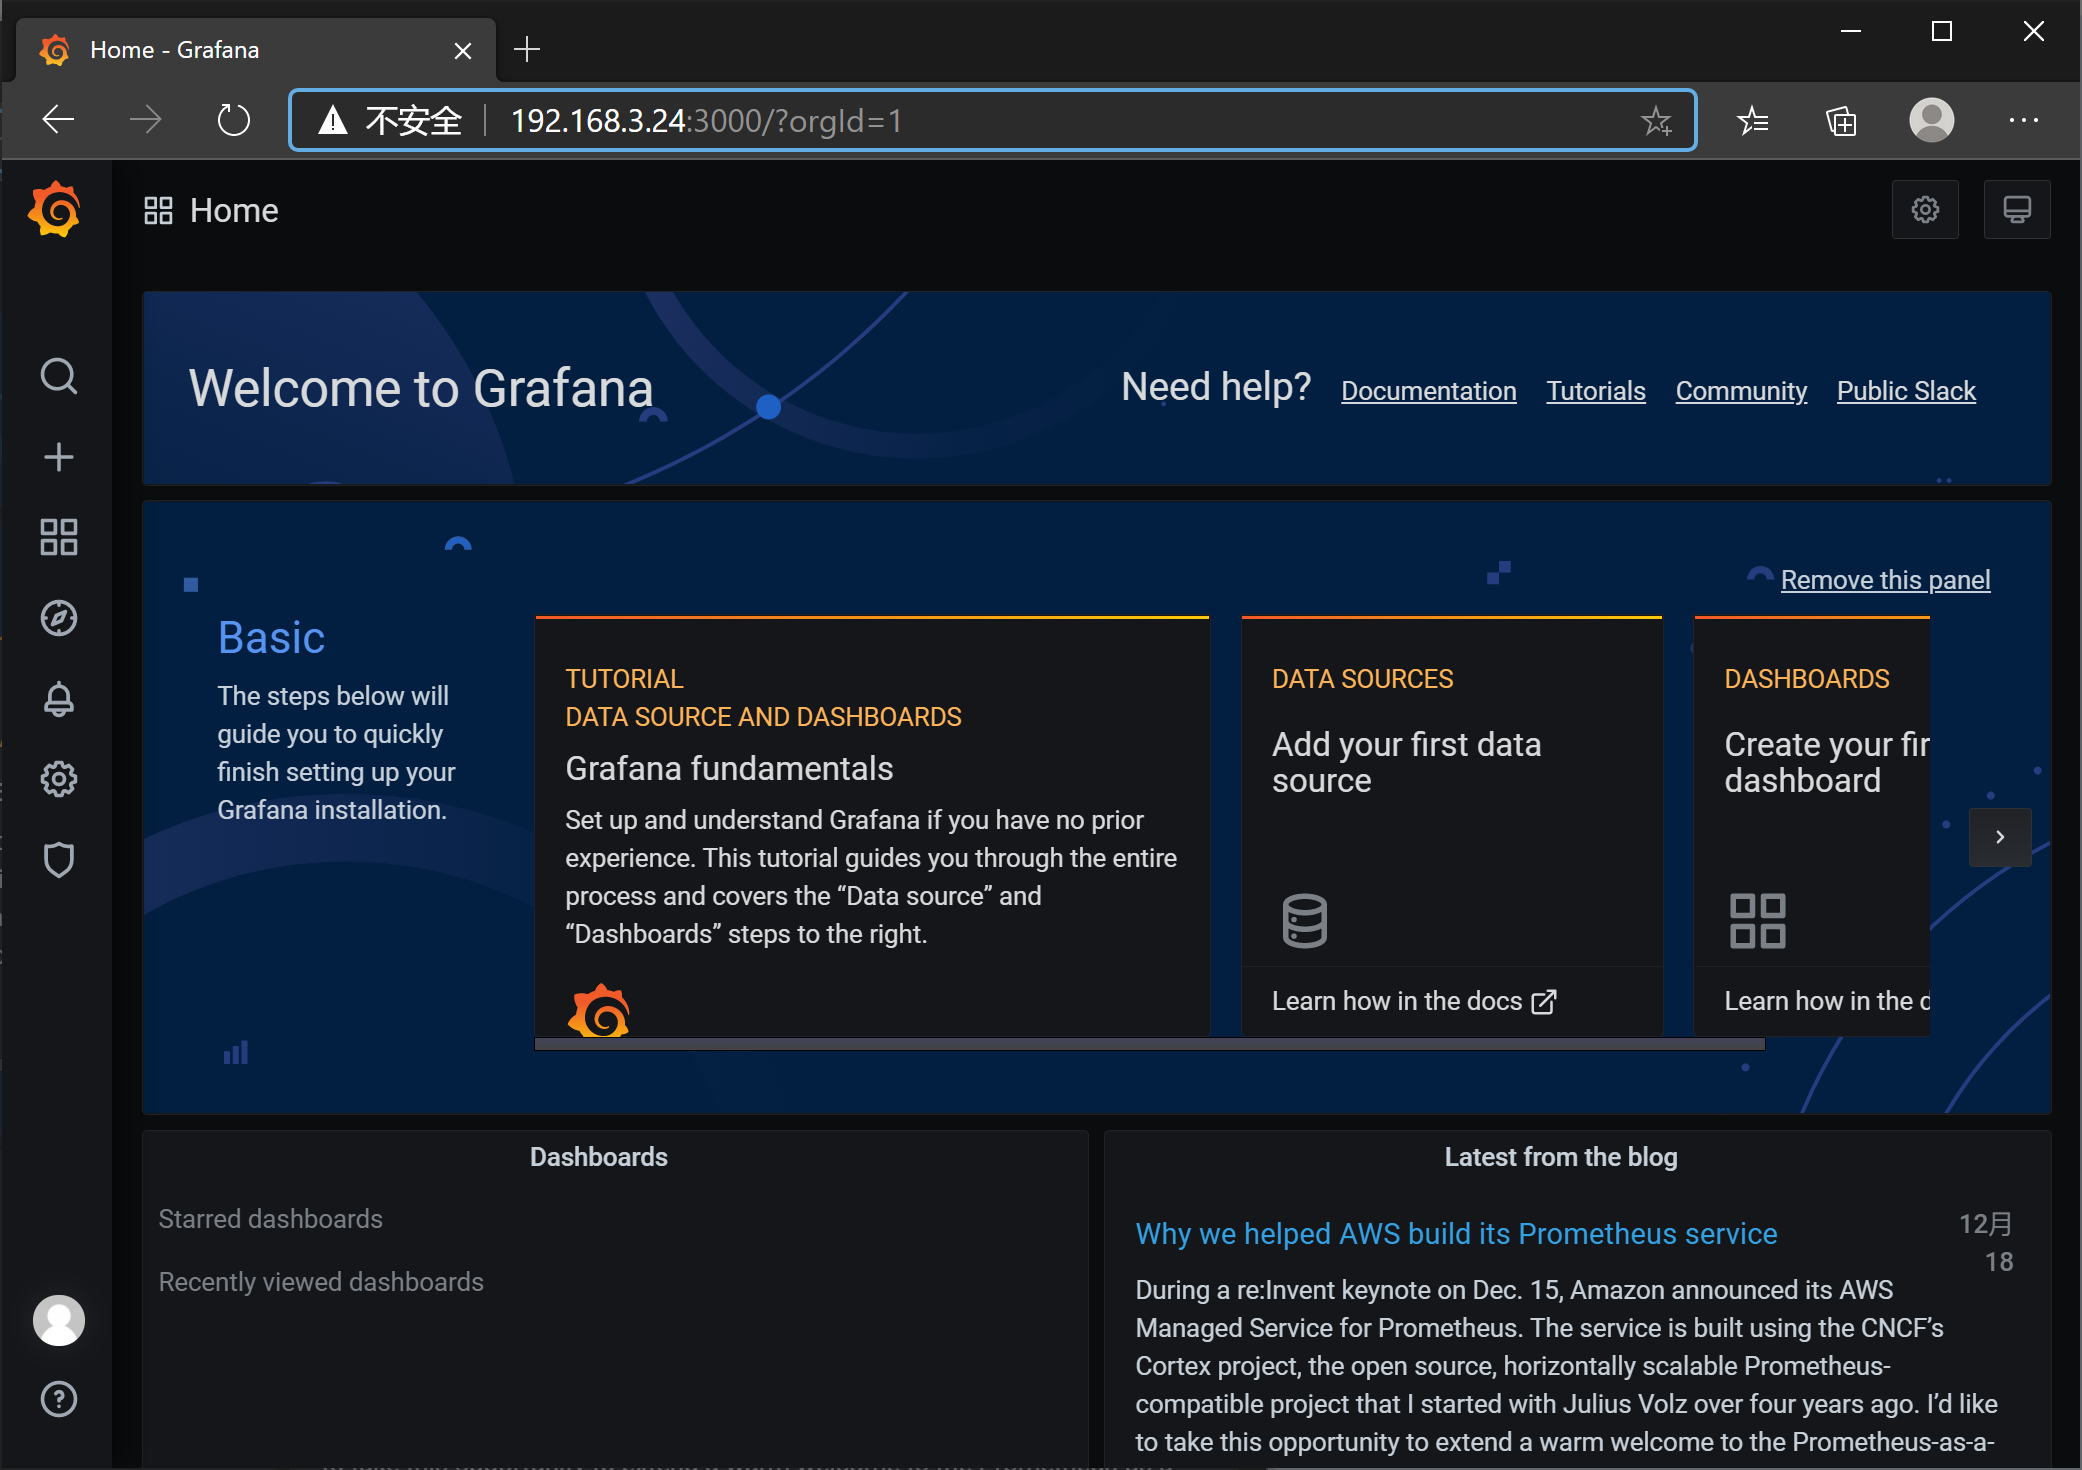 Home - Grafana
不安全 192.168.3.24:3000/?orgId=1
Home
Welcome to Grafana
Need help? Documentation Tutorials Community Public Slack
Remove this panel
Basic
The steps below will
guide you to quickly
finish setting up your
Grafana installation.
TUTORIAL
DATA SOURCE AND DASHBOARDS
Grafana fundamentals
Set up and understand Grafana if you have no prior
experience. This tutorial guides you through the entire
process and covers the “Data source” and
“Dashboards” steps to the right.
DATA SOURCES
Add your first data
source
Learn how in the docs
DASHBOARDS
Create your fir
dashboard
Learn how in the d
Dashboards
Starred dashboards
Recently viewed dashboards
Latest from the blog
Why we helped AWS build its Prometheus service
12月
18
During a re:Invent keynote on Dec. 15, Amazon announced its AWS
Managed Service for Prometheus. The service is built using the CNCF’s
Cortex project, the open source, horizontally scalable Prometheus-
compatible project that I started with Julius Volz over four years ago. I’d like
to take this opportunity to extend a warm welcome to the Prometheus-as-a-